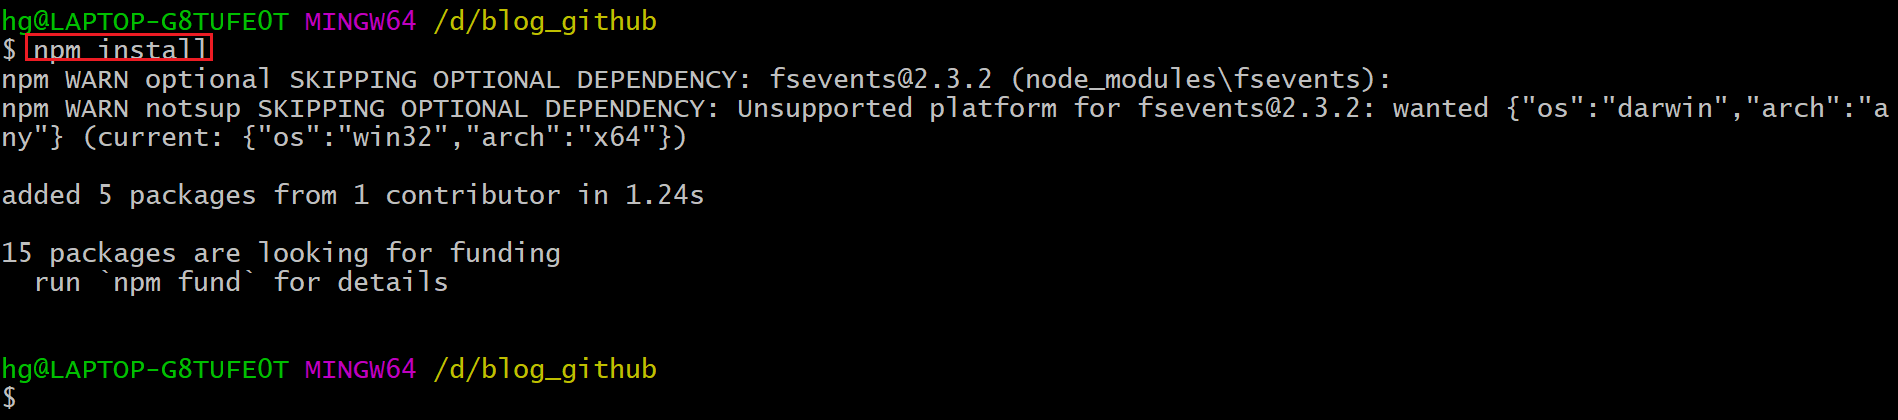 hg@LAPTOP-G8TUFE0T MINGW64 /d/blog_github
$ npm install
npm WARN optional SKIPPING OPTIONAL DEPENDENCY: fsevents@2.3.2 (node_modules\fsevents):
npm WARN notsup SKIPPING OPTIONAL DEPENDENCY: Unsupported platform for fsevents@2.3.2: wanted {"os":"darwin","arch":"a
ny"} (current: {"os":"win32","arch":"x64"})
added 5 packages from 1 contributor in 1.24s
15 packages are looking for funding
  run `npm fund` for details
hg@LAPTOP-G8TUFE0T MINGW64 /d/blog_github
$